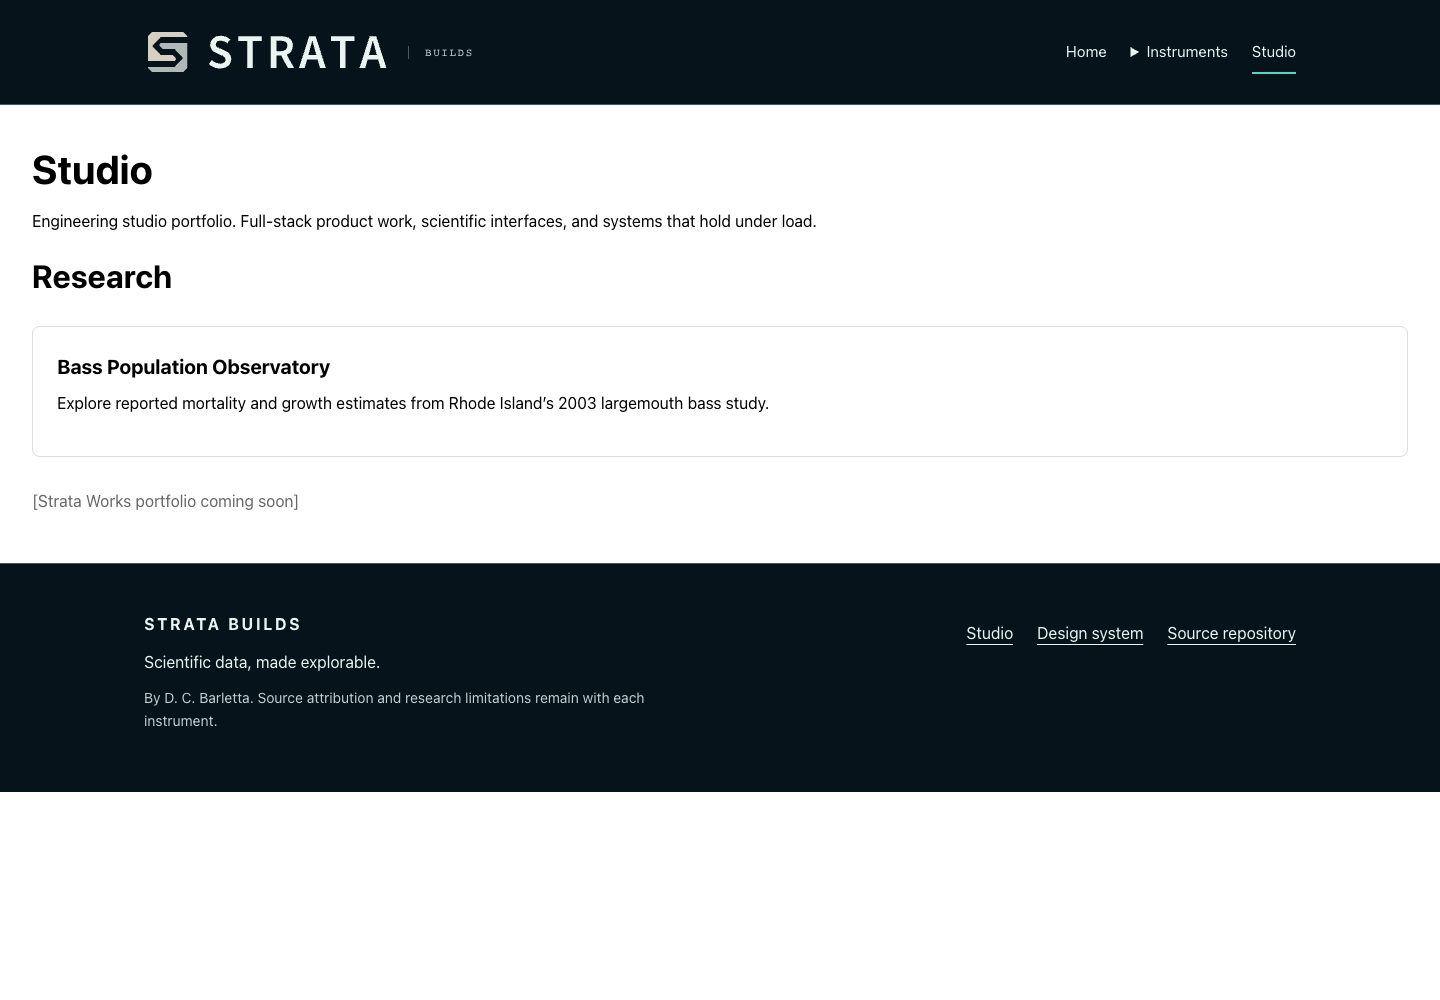 STRATA
BUILDS
Home
Instruments
Studio
Studio
Engineering studio portfolio. Full-stack product work, scientific interfaces, and systems that hold under load.
Research
Bass Population Observatory
Explore reported mortality and growth estimates from Rhode Island’s 2003 largemouth bass study.
[Strata Works portfolio coming soon]
STRATA BUILDS
Scientific data, made explorable.
By D. C. Barletta. Source attribution and research limitations remain with each
instrument.
Studio
Design system
Source repository